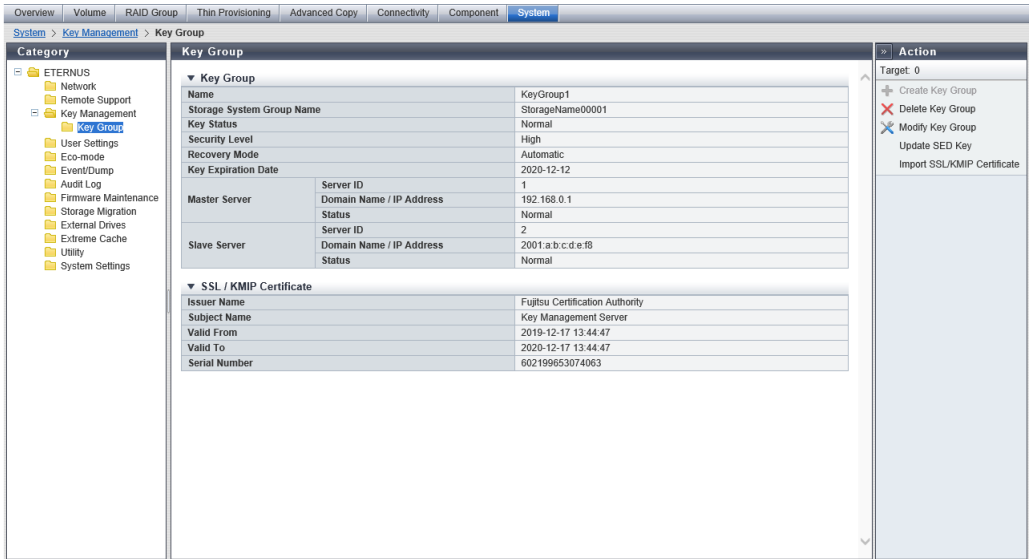 Overview Volume RAID Group Thin Provisioning Advanced Copy Connectivity Component System
System > Key Management > Key Group
Category
ETERNUS
Network
Remote Support
Key Management
Key Group
User Settings
Eco-mode
Event/Dump
Audit Log
Firmware Maintenance
Storage Migration
External Drives
Extreme Cache
Utility
System Settings
Key Group
▼ Key Group
Name KeyGroup1
Storage System Group Name StorageName00001
Key Status Normal
Security Level High
Recovery Mode Automatic
Key Expiration Date 2020-12-12
Master Server
Server ID 1
Domain Name / IP Address 192.168.0.1
Status Normal
Slave Server
Server ID 2
Domain Name / IP Address 2001:a:b:c:d:e:f8
Status Normal
▼ SSL / KMIP Certificate
Issuer Name Fujitsu Certification Authority
Subject Name Key Management Server
Valid From 2019-12-17 13:44:47
Valid To 2020-12-17 13:44:47
Serial Number 602199653074063
» Action
Target: 0
Create Key Group
Delete Key Group
Modify Key Group
Update SED Key
Import SSL/KMIP Certificate